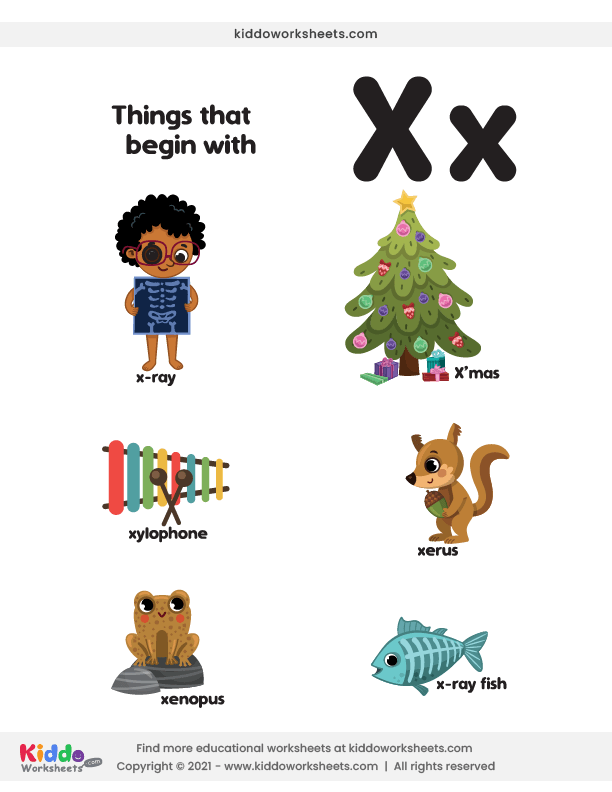 kiddoworksheets.com
Things that
begin with
X x
x-ray
X'mas
xylophone
xerus
xenopus
x-ray fish
Kiddo
Worksheets .com
Find more educational worksheets at kiddoworksheets.com
Copyright © 2021 - www.kiddoworksheets.com | All rights reserved